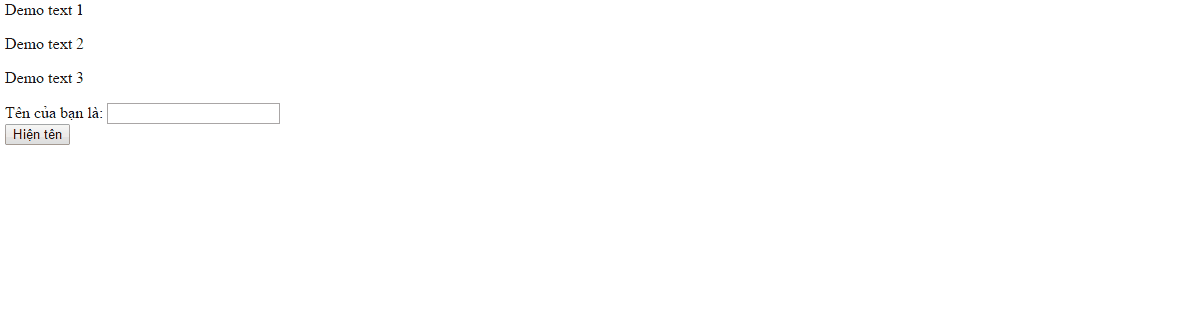 Demo text 1
Demo text 2
Demo text 3
Tên của bạn là:
Hiện tên